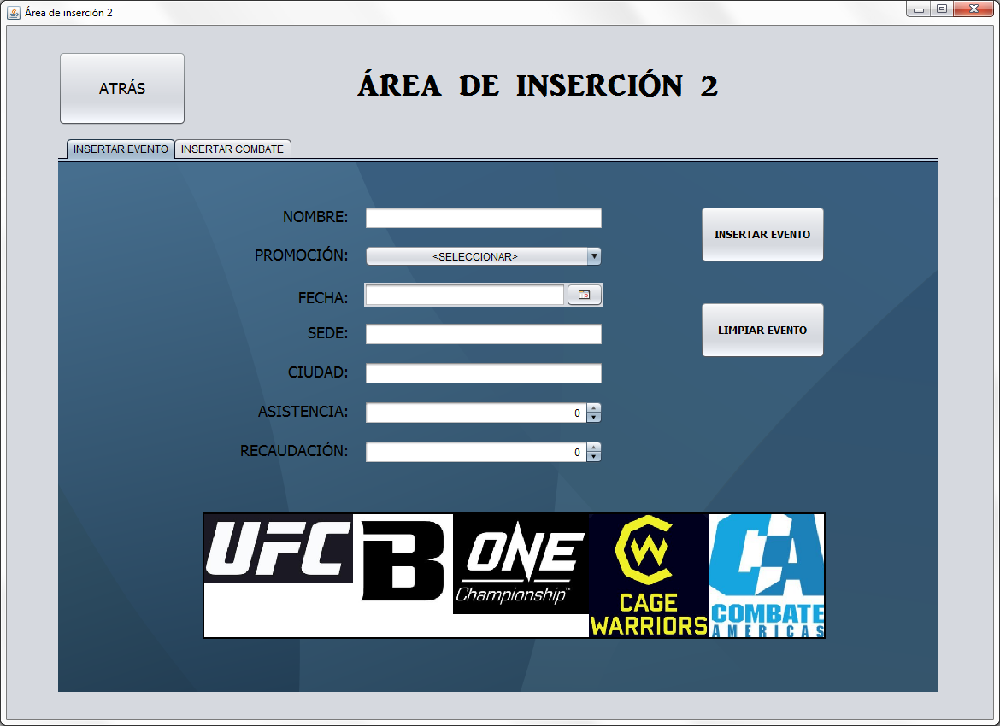 Área de inserción 2
ATRÁS
ÁREA DE INSERCIÓN 2
INSERTAR EVENTO INSERTAR COMBATE
NOMBRE:
INSERTAR EVENTO
PROMOCIÓN: <SELECCIONAR>
FECHA:
LIMPIAR EVENTO
SEDE:
CIUDAD:
ASISTENCIA: 0
RECAUDACIÓN: 0
UFC
B
ONE
Championship™
CW
CAGE
WARRIORS
CA
COMBATE
AMERICAS